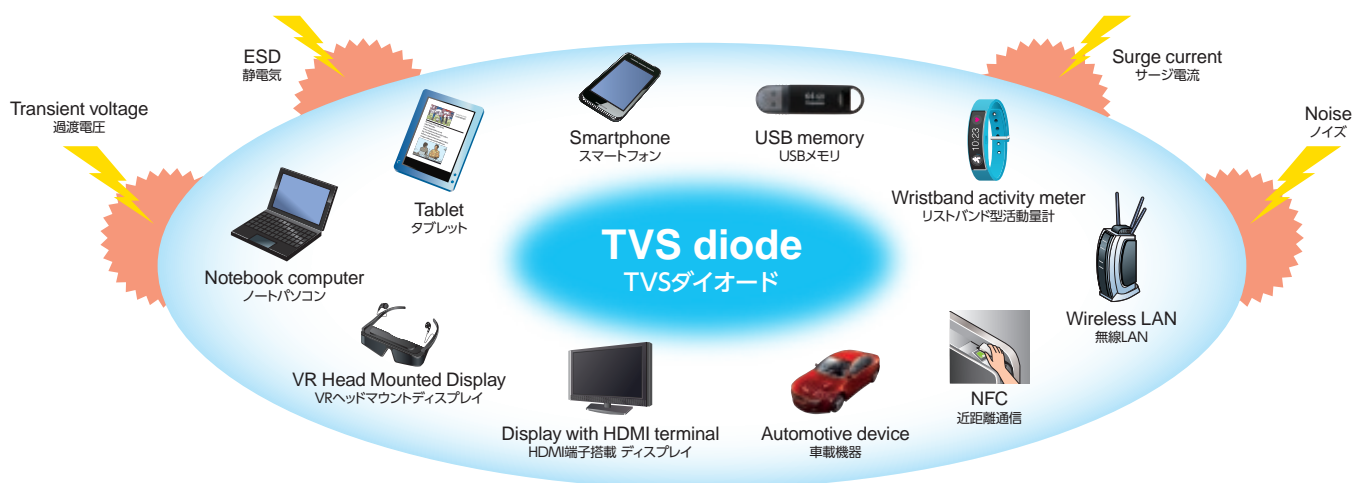 ESD
静電気
Surge current
サージ電流
Transient voltage
過渡電圧
Noise
ノイズ
Smartphone
スマートフォン
USB memory
USBメモリ
10:23
Wristband activity meter
リストバンド型活動量計
Tablet
タブレット
TVS diode
TVSダイオード
Notebook computer
ノートパソコン
Wireless LAN
無線LAN
VR Head Mounted Display
VRヘッドマウントディスプレイ
NFC
近距離通信
Display with HDMI terminal
HDMI端子搭載 ディスプレイ
Automotive device
車載機器